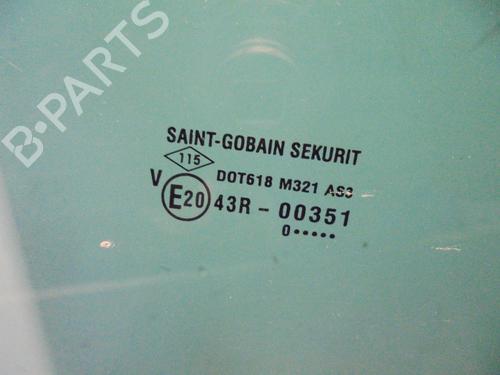 B-PARTS
SAINT-GOBAIN SEKURIT
115
DOT618 M321 AS3
V E20 43R - 00351
0•••••